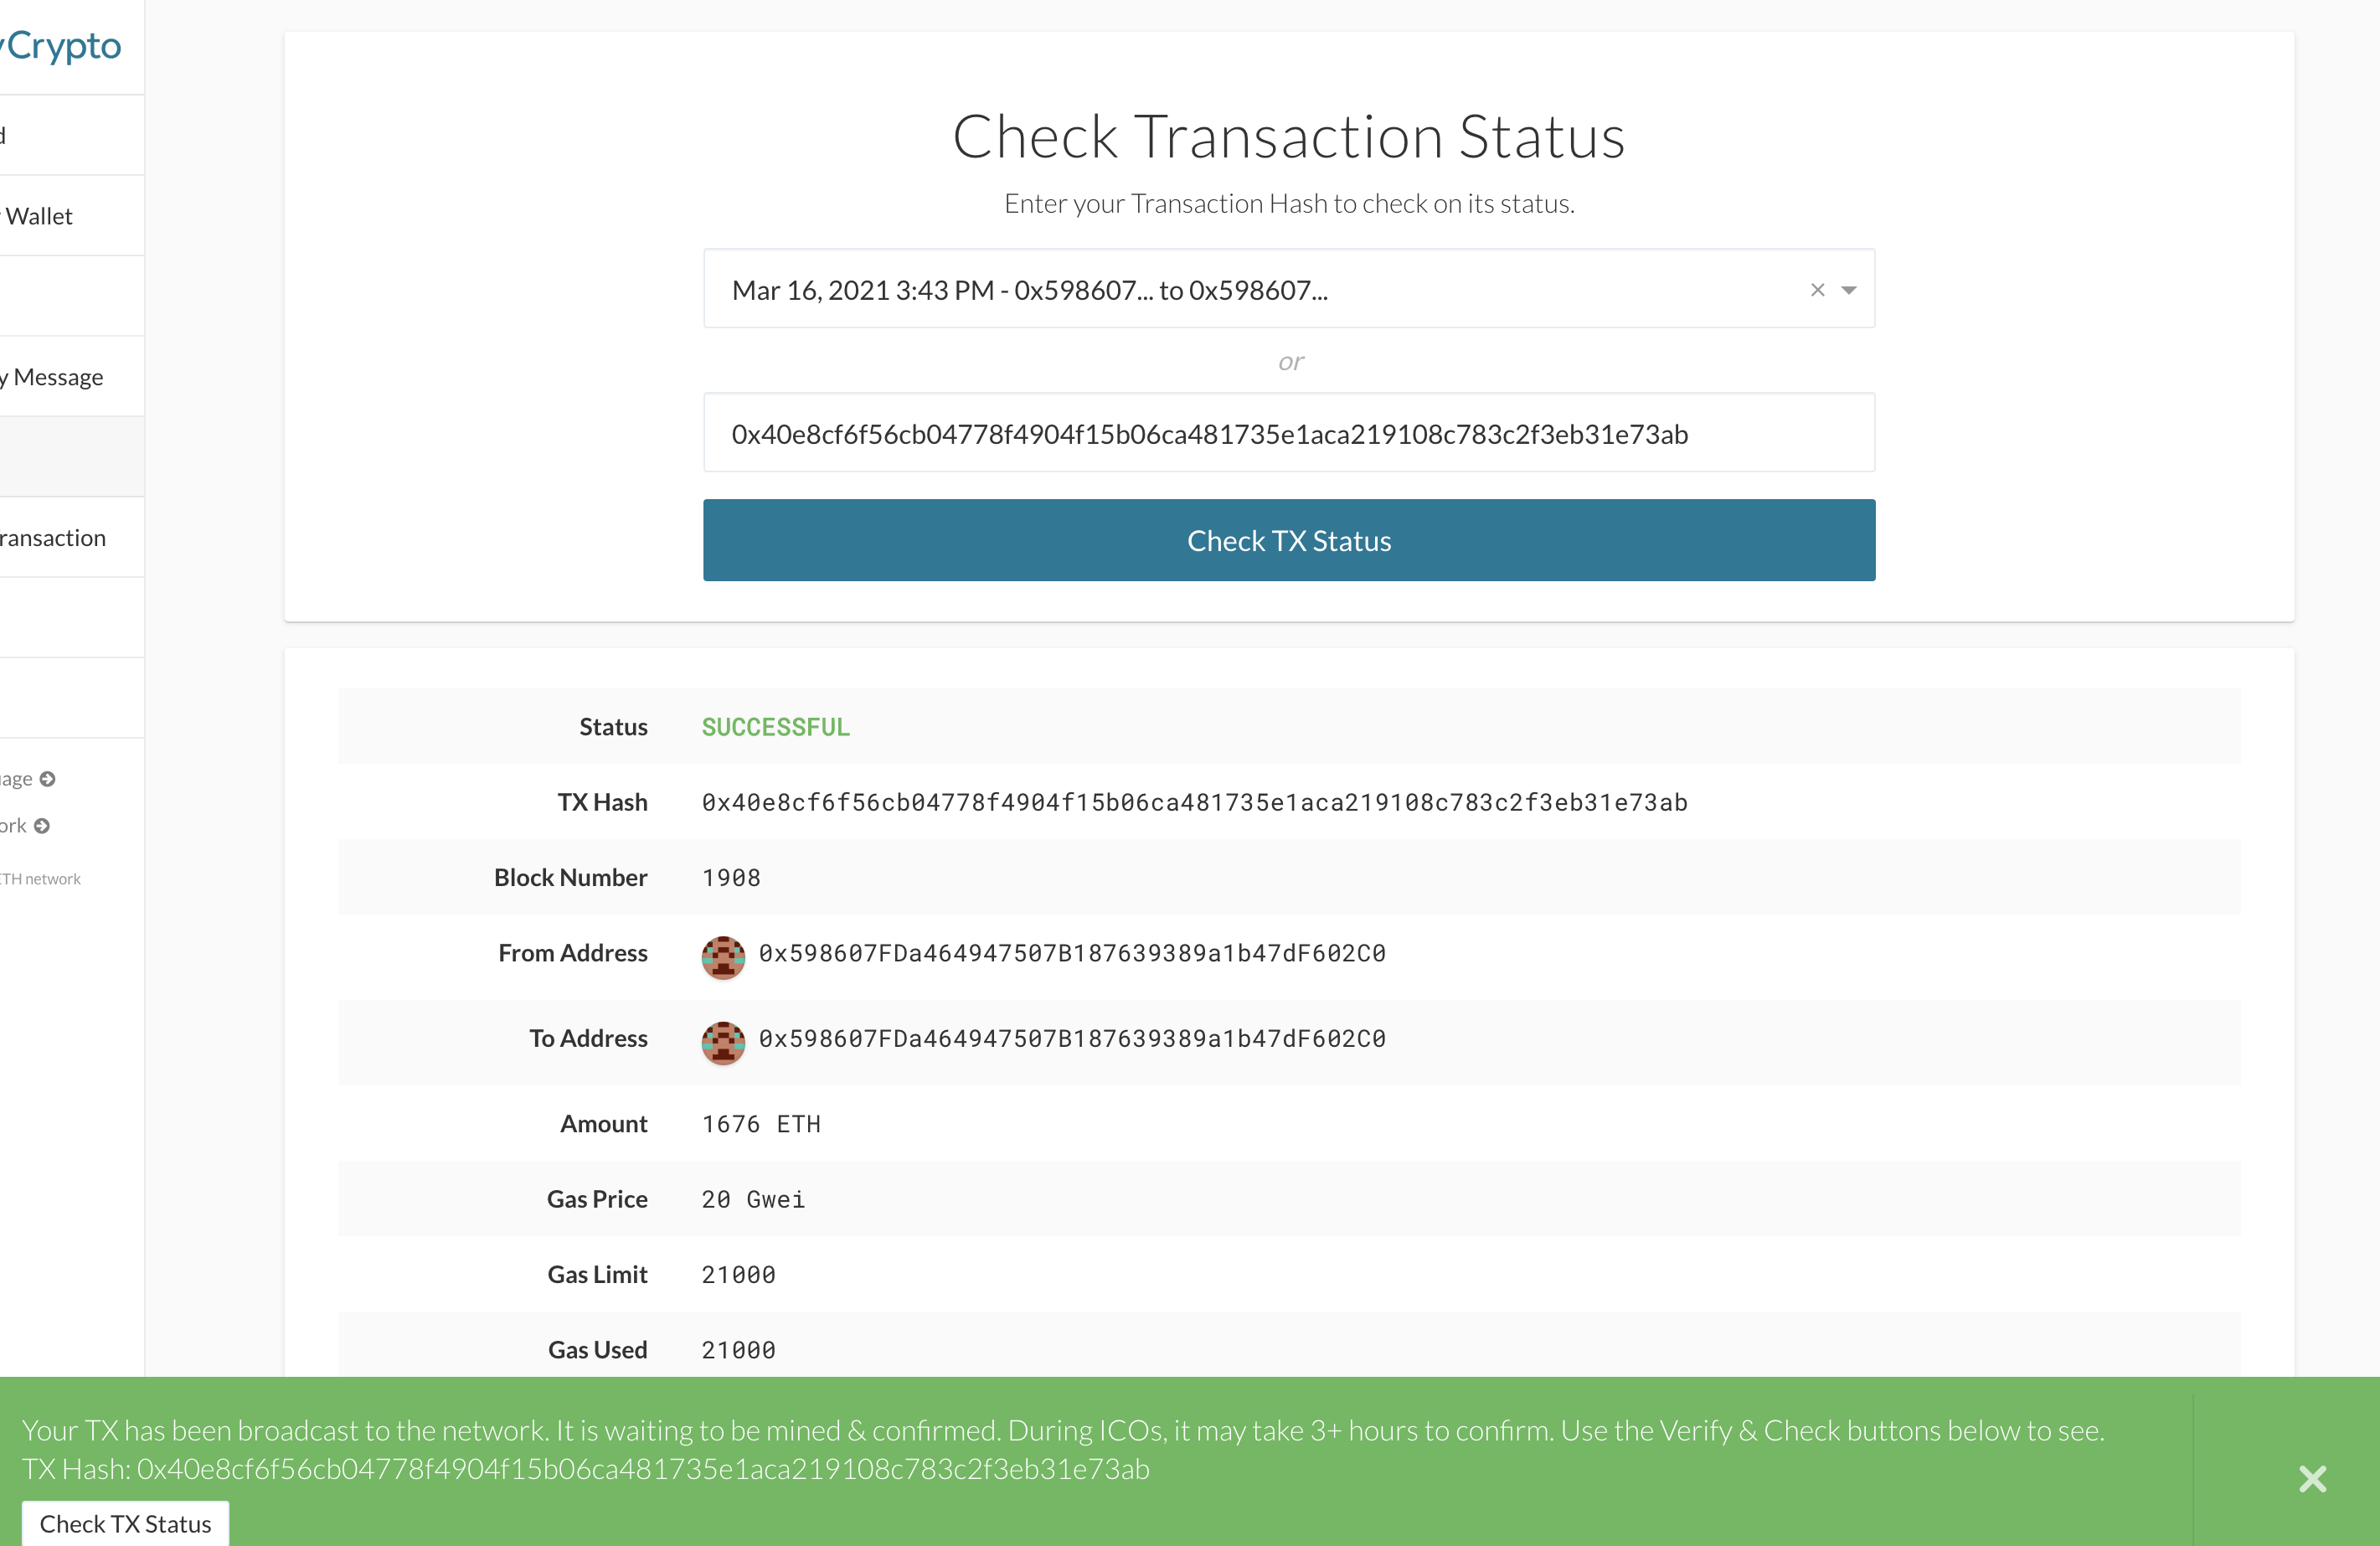 Crypto
Wallet
Message
Check Transaction Status
Enter your Transaction Hash to check on its status.
Mar 16, 2021 3:43 PM - 0x598607... to 0x598607...
or
0x40e8cf6f56cb04778f4904f15b06ca481735e1aca219108c783c2f3eb31e73ab
Check TX Status
ransaction
Status SUCCESSFUL
TX Hash 0x40e8cf6f56cb04778f4904f15b06ca481735e1aca219108c783c2f3eb31e73ab
Block Number 1908
From Address 0x598607FDa464947507B187639389a1b47dF602C0
To Address 0x598607FDa464947507B187639389a1b47dF602C0
Amount 1676 ETH
Gas Price 20 Gwei
Gas Limit 21000
Gas Used 21000
uage
ork
ETH network
Your TX has been broadcast to the network. It is waiting to be mined & confirmed. During ICOs, it may take 3+ hours to confirm. Use the Verify & Check buttons below to see.
TX Hash: 0x40e8cf6f56cb04778f4904f15b06ca481735e1aca219108c783c2f3eb31e73ab
Check TX Status